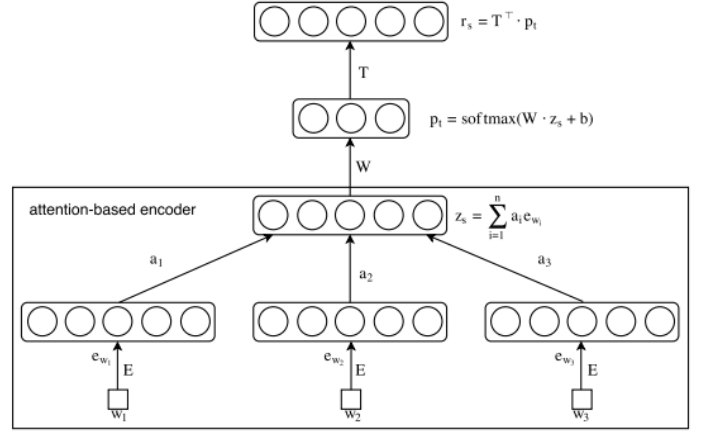 r_s = T^⊤ · p_t
T
p_t = softmax(W · z_s + b)
W
attention-based encoder
z_s = \sum_{i=1}^{n} a_i e_{w_i}
a_1
a_2
a_3
e_{w_1} E
e_{w_2} E
e_{w_3} E
w_1
w_2
w_3